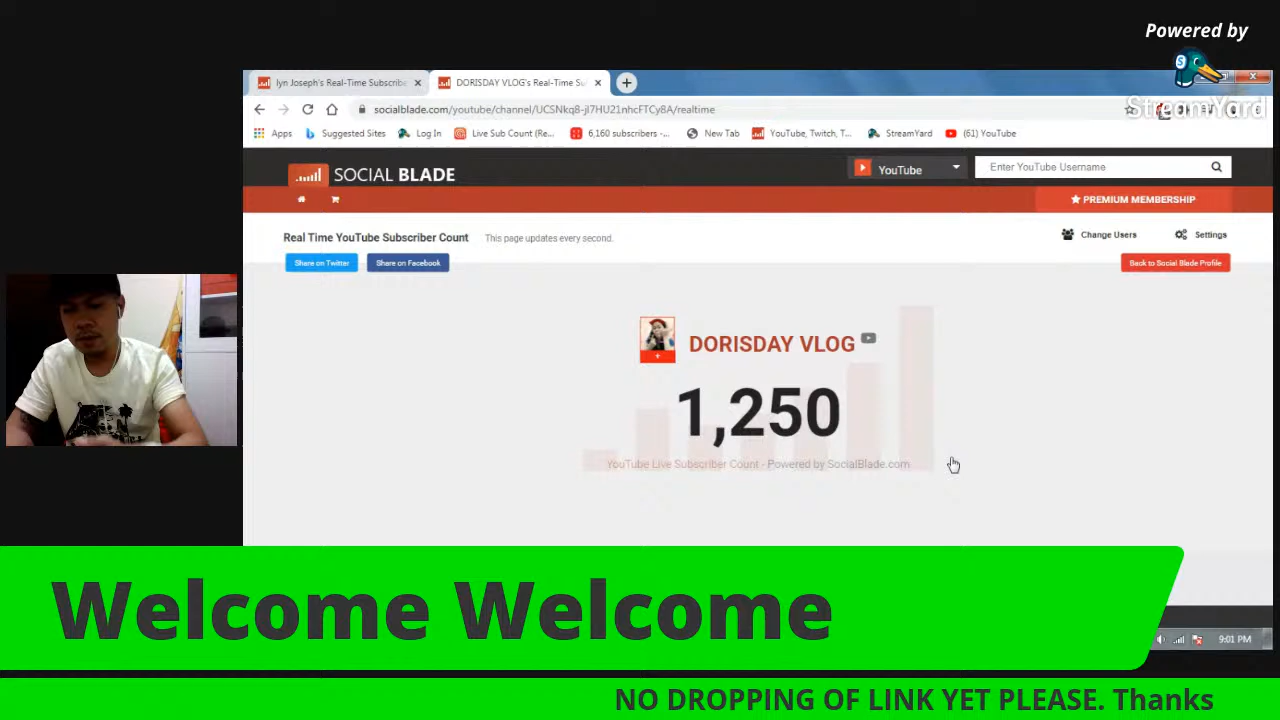 Powered by
StreamYard
lyn Joseph's Real-Time Subscribe
DORISDAY VLOG's Real-Time Su
socialblade.com/youtube/channel/UCSNkq8-jI7HU21nhcFTCy8A/realtime
Apps Suggested Sites Log In Live Sub Count (Re... 6,160 subscribers -... New Tab YouTube, Twitch, T... StreamYard (61) YouTube
SOCIAL BLADE
YouTube
Enter YouTube Username
PREMIUM MEMBERSHIP
Real Time YouTube Subscriber Count This page updates every second.
Change Users Settings
Share on Twitter Share on Facebook
Back to Social Blade Profile
DORISDAY VLOG
1,250
YouTube Live Subscriber Count - Powered by SocialBlade.com
Welcome Welcome
9:01 PM
NO DROPPING OF LINK YET PLEASE. Thanks